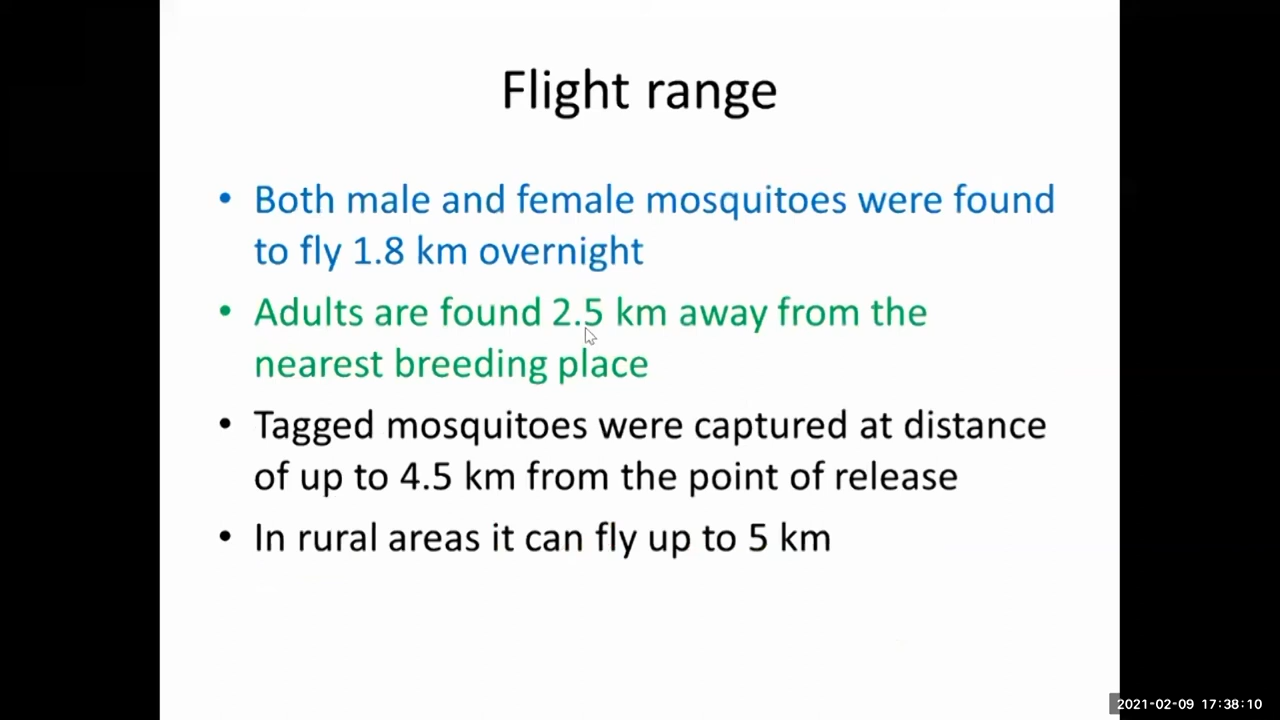 Flight range
• Both male and female mosquitoes were found
to fly 1.8 km overnight
• Adults are found 2.5 km away from the
nearest breeding place
• Tagged mosquitoes were captured at distance
of up to 4.5 km from the point of release
• In rural areas it can fly up to 5 km
2021-02-09 17:38:10